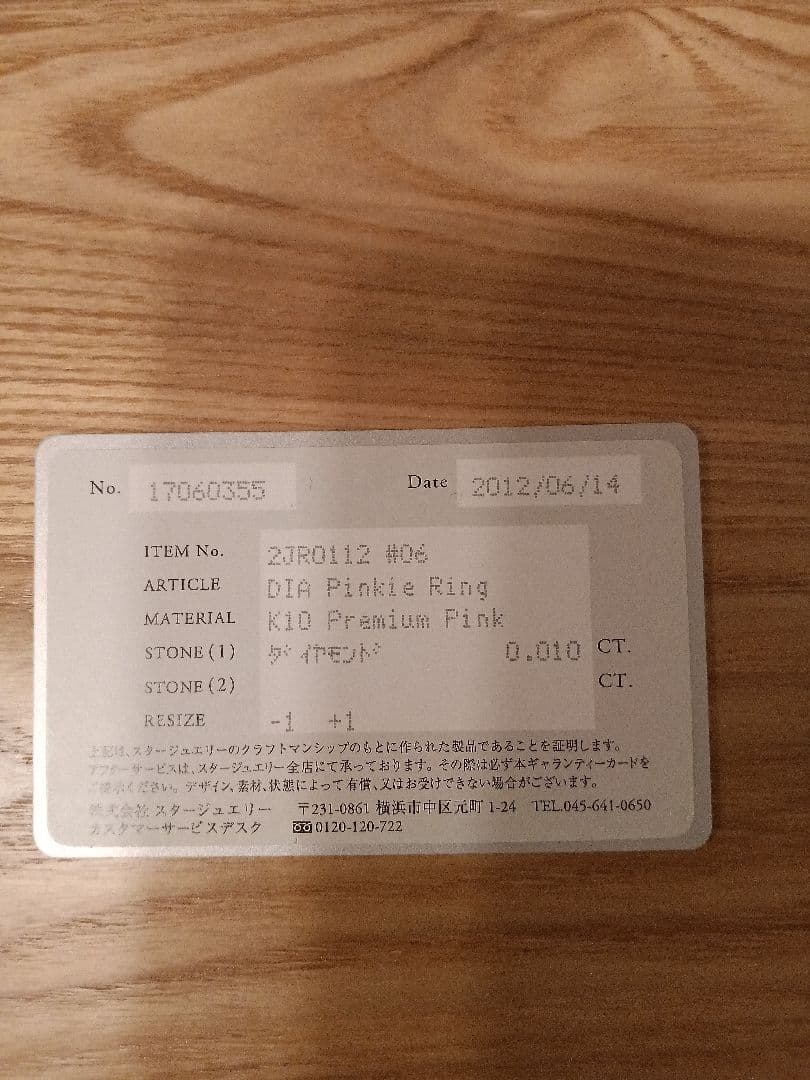 No. 17060355 Date 2012/06/14
ITEM No. 2JR0112 #06
ARTICLE DIA Pinkie Ring
MATERIAL K10 Premium Pink
STONE (1) ダイヤモンド 0.010 CT.
STONE (2) CT.
RESIZE -1 +1
上記は、スタージュエリーのクラフトマンシップのもとに作られた製品であることを証明します。
アフターサービスは、スタージュエリー全店にて承っております。その際は必ず本ギャランティーカードを
ご提示ください。デザイン、素材、状態によって有償、又はお受けできない場合がございます。
株式会社 スタージュエリー 〒231-0861 横浜市中区元町 1-24 TEL.045-641-0650
カスタマーサービスデスク 0120-120-722